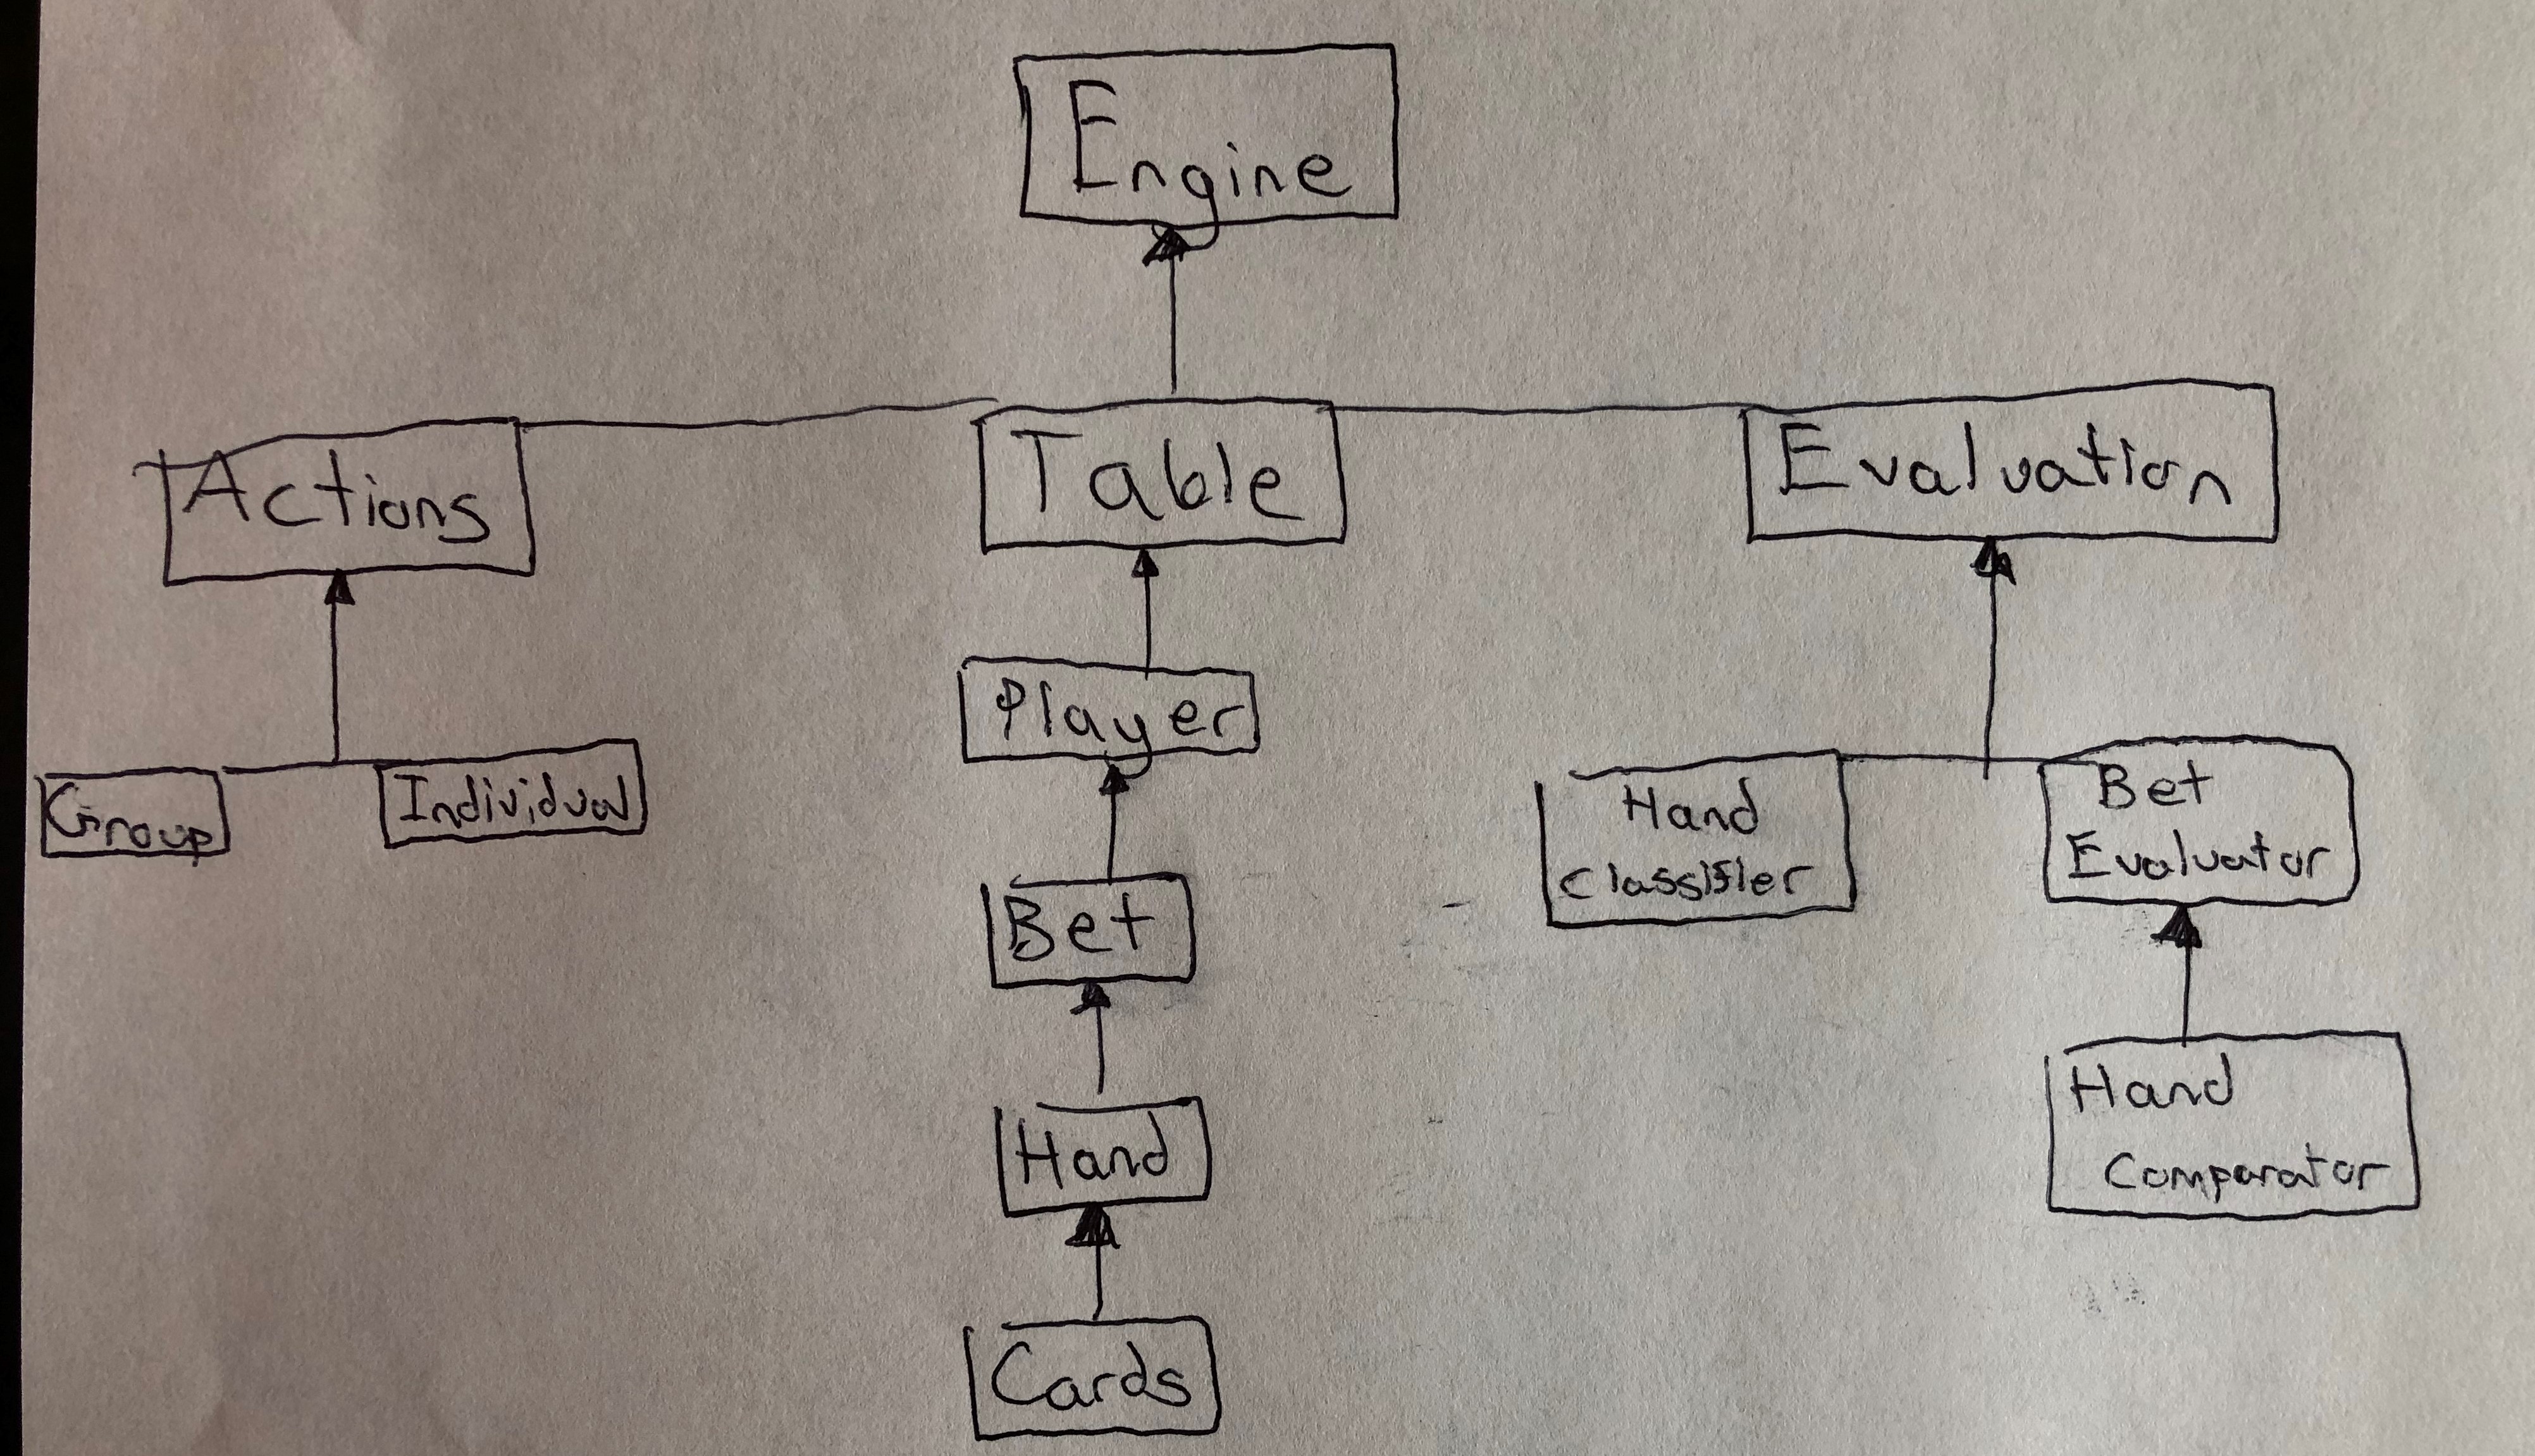 Engine
Actions
Table
Evaluation
Player
Group
Individual
Hand
Classifier
Bet
Evaluator
Bet
Hand
Hand
Comparator
Cards